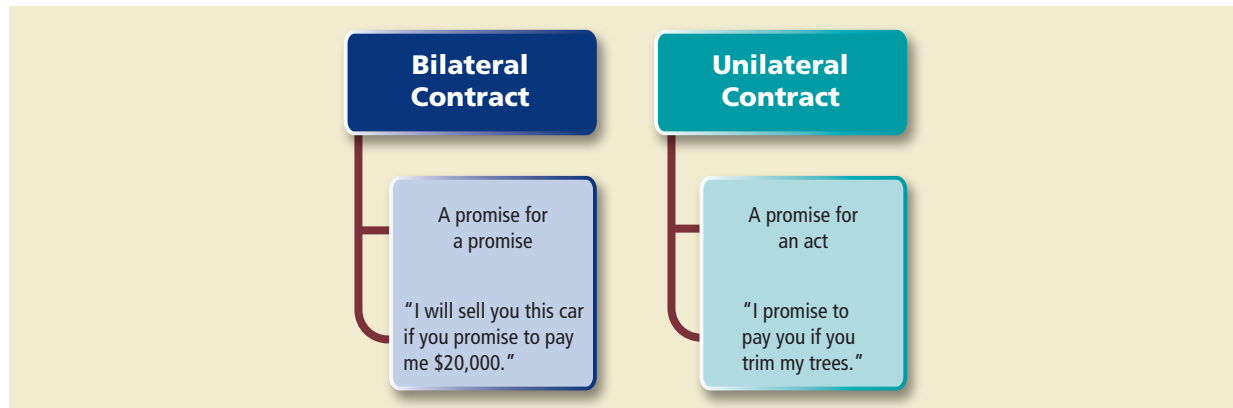 Bilateral
Contract
A promise for
a promise
"I will sell you this car
if you promise to pay
me $20,000."
Unilateral
Contract
A promise for
an act
"I promise to
pay you if you
trim my trees."